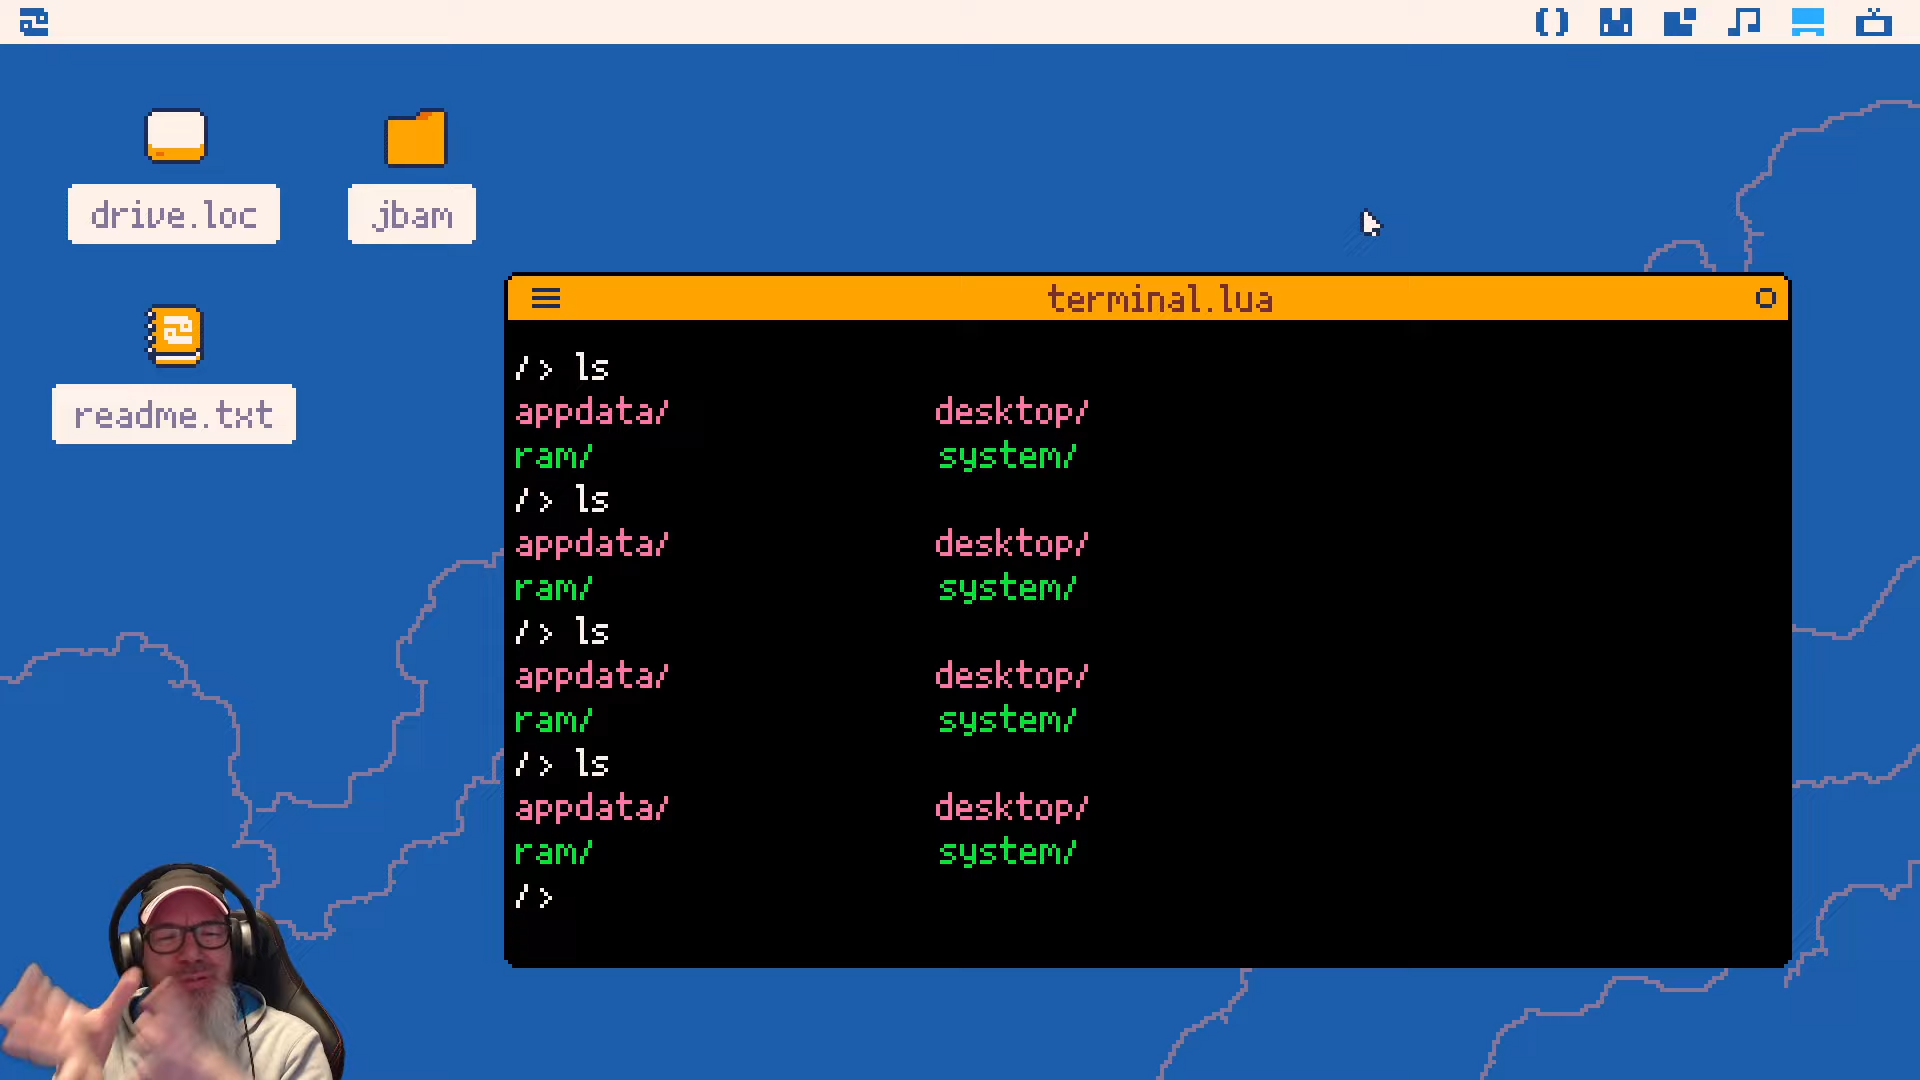 drive.loc
jbam
readme.txt
terminal.lua
/> ls
appdata/ desktop/
ram/ system/
/> ls
appdata/ desktop/
ram/ system/
/> ls
appdata/ desktop/
ram/ system/
/> ls
appdata/ desktop/
ram/ system/
/>